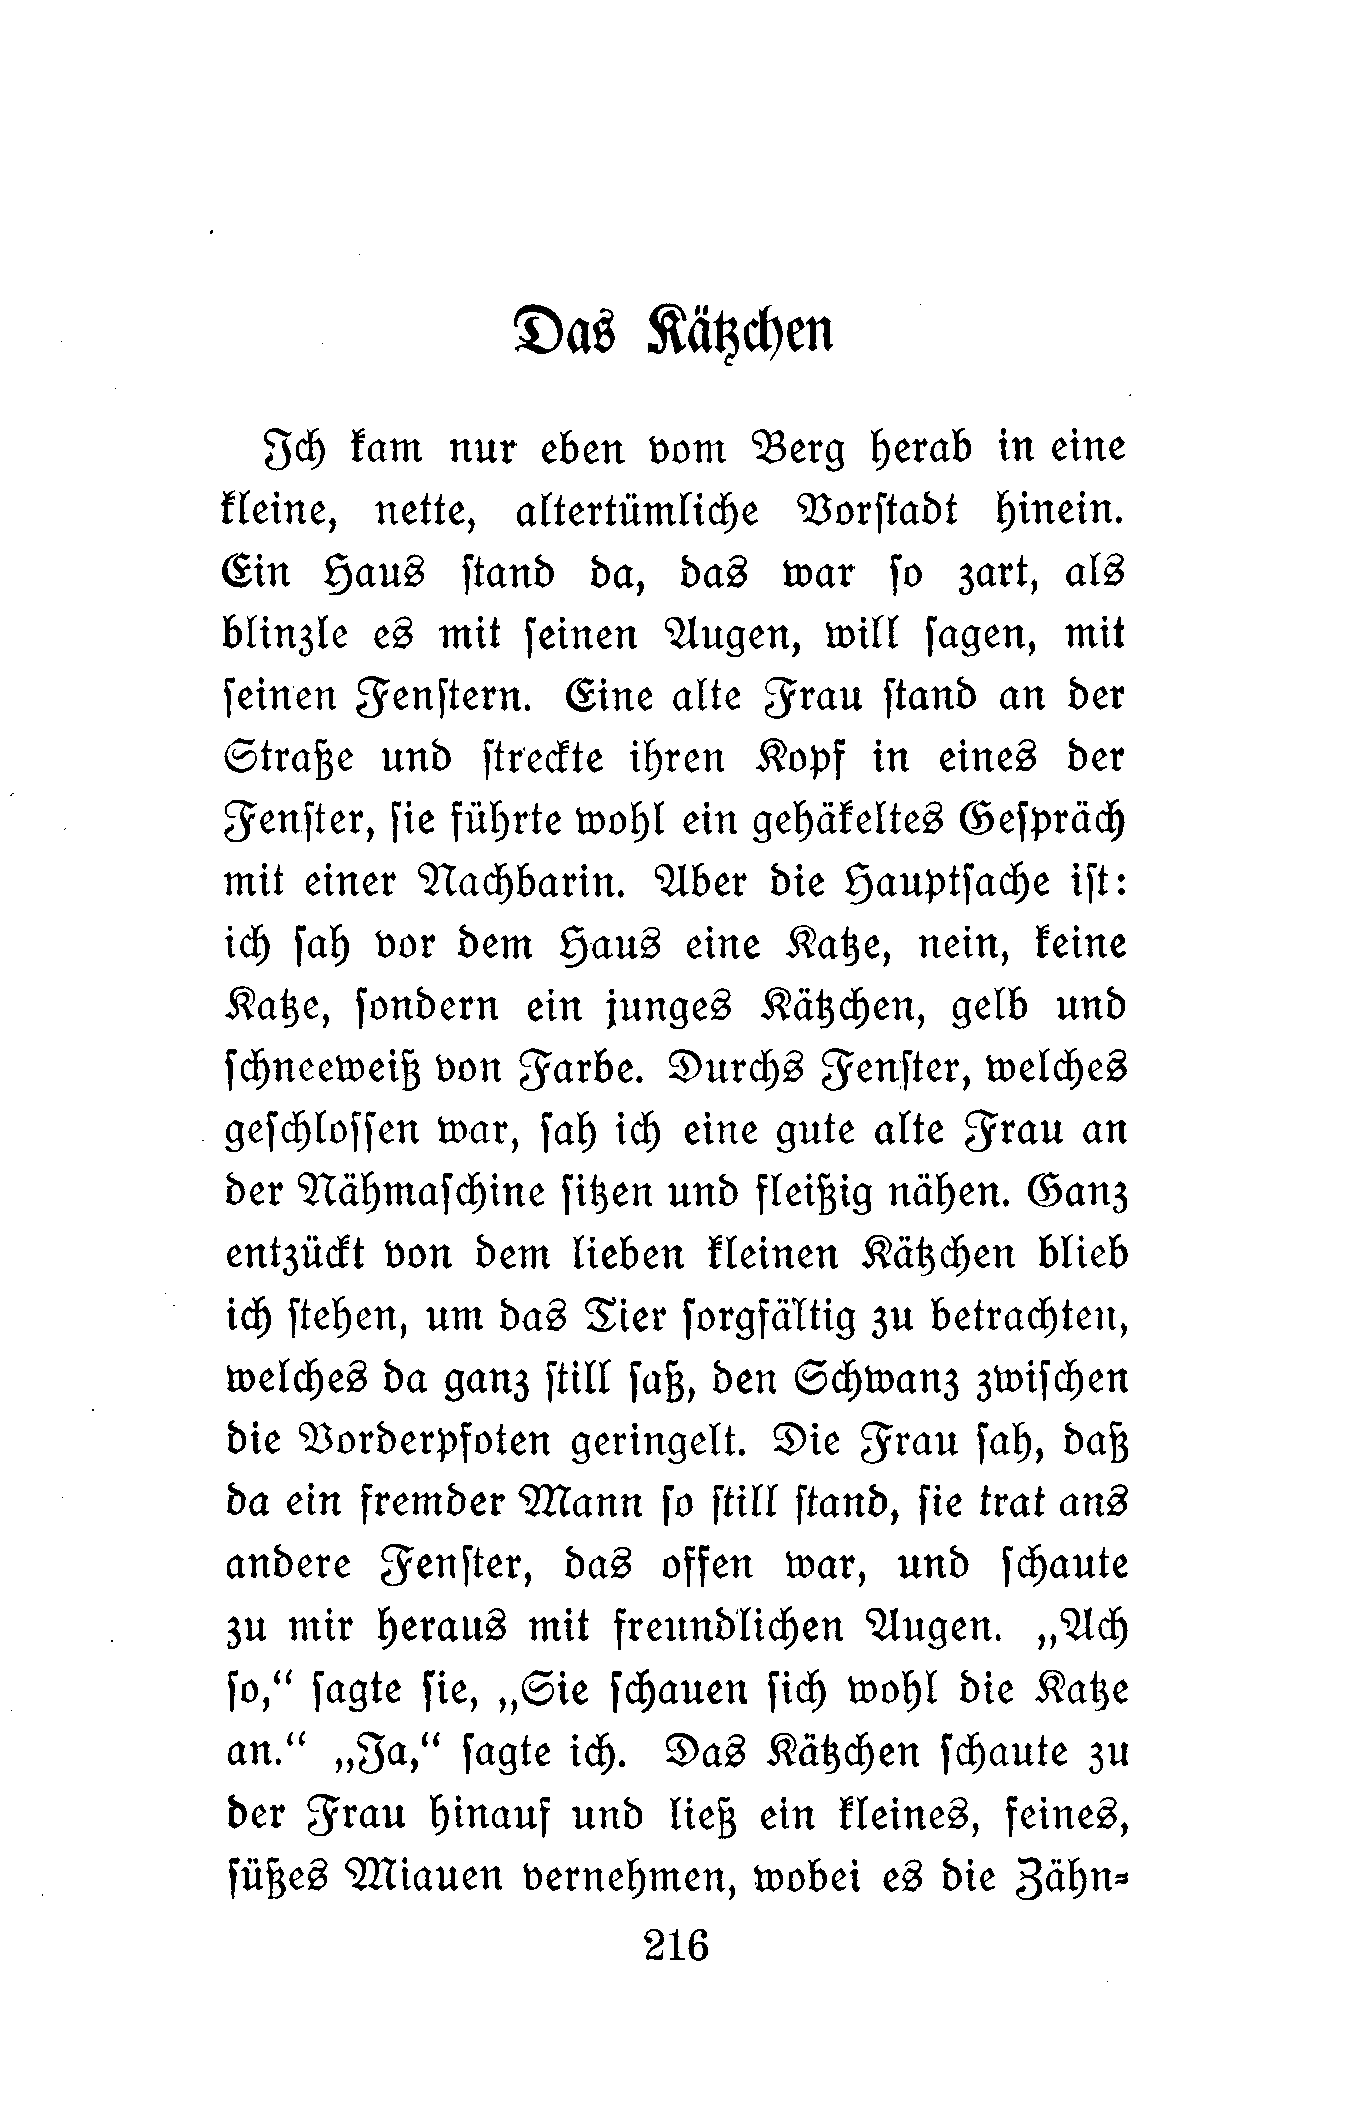 Das Kätzchen
Ich kam nur eben vom Berg herab in eine
kleine, nette, altertümliche Vorſtadt hinein.
Ein Haus ſtand da, das war ſo zart, als
blinzle es mit ſeinen Augen, will ſagen, mit
ſeinen Fenſtern. Eine alte Frau ſtand an der
Straße und ſtreckte ihren Kopf in eines der
Fenſter, ſie führte wohl ein gehäkeltes Geſpräch
mit einer Nachbarin. Aber die Hauptſache iſt:
ich ſah vor dem Haus eine Katze, nein, keine
Katze, ſondern ein junges Kätzchen, gelb und
ſchneeweiß von Farbe. Durchs Fenſter, welches
geſchloſſen war, ſah ich eine gute alte Frau an
der Nähmaſchine ſitzen und fleißig nähen. Ganz
entzückt von dem lieben kleinen Kätzchen blieb
ich ſtehen, um das Tier ſorgfältig zu betrachten,
welches da ganz ſtill ſaß, den Schwanz zwiſchen
die Vorderpfoten geringelt. Die Frau ſah, daß
da ein fremder Mann ſo ſtill ſtand, ſie trat ans
andere Fenſter, das offen war, und ſchaute
zu mir heraus mit freundlichen Augen. „Ach
ſo,“ ſagte ſie, „Sie ſchauen ſich wohl die Katze
an.“ „Ja,“ ſagte ich. Das Kätzchen ſchaute zu
der Frau hinauf und ließ ein kleines, feines,
ſüßes Miauen vernehmen, wobei es die Zähn⸗
216